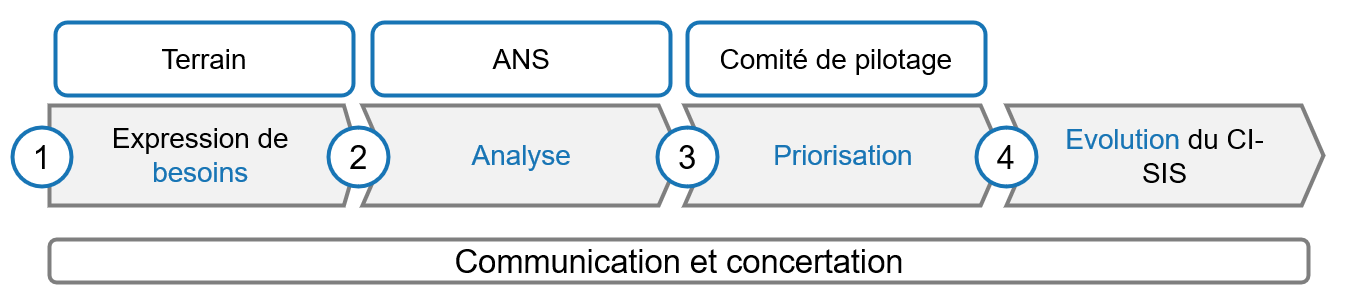 Terrain
ANS
Comité de pilotage
1
Expression de
besoins
2
Analyse
3
Priorisation
4
Evolution du CI-
SIS
Communication et concertation